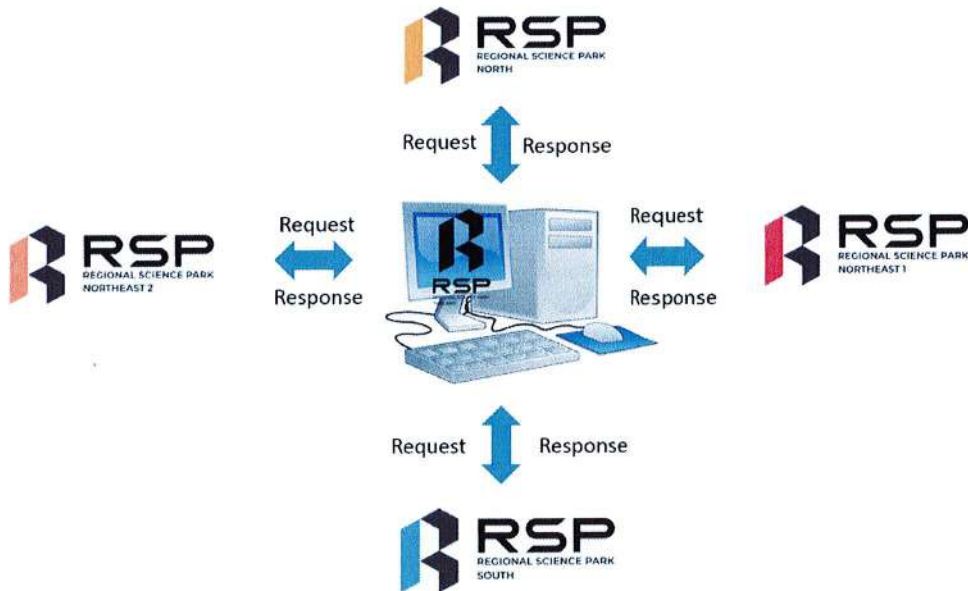 RSP
REGIONAL SCIENCE PARK
NORTH
Request
Response
RSP
REGIONAL SCIENCE PARK
NORTHEAST 2
Request
Response
RSP
Request
Response
RSP
REGIONAL SCIENCE PARK
NORTHEAST 1
Request
Response
RSP
REGIONAL SCIENCE PARK
SOUTH